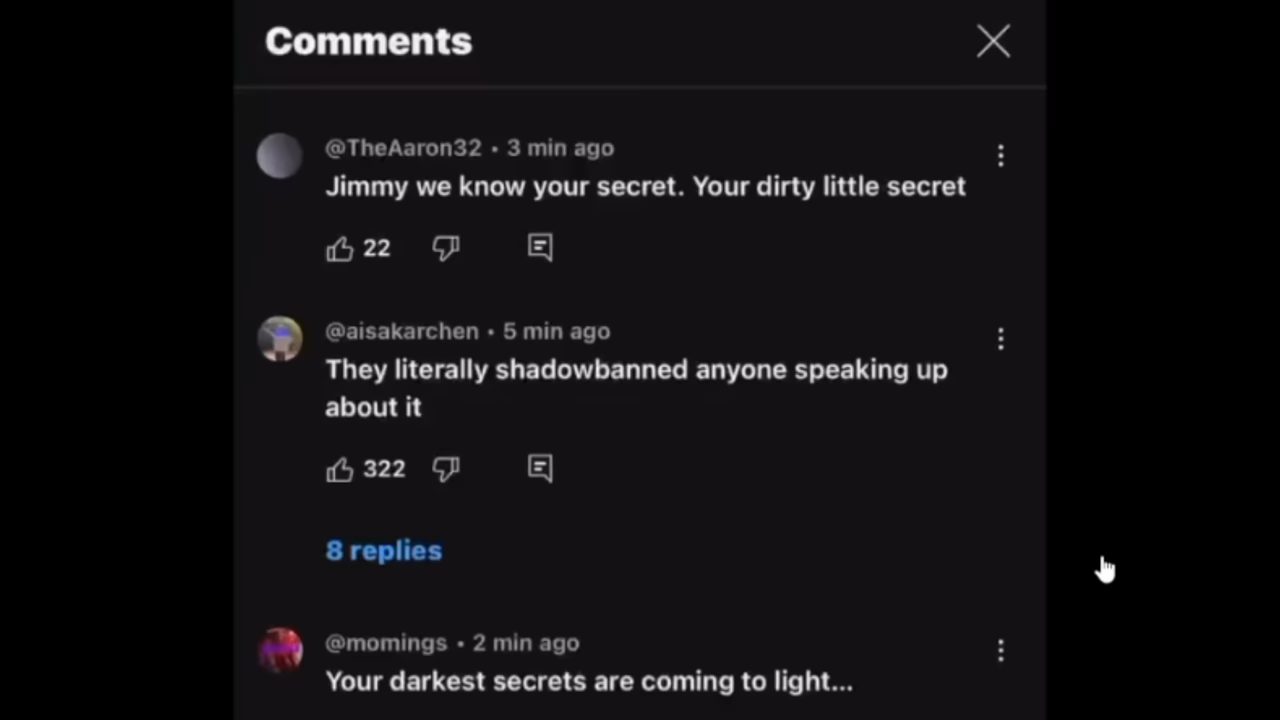 Comments
@TheAaron32 • 3 min ago
Jimmy we know your secret. Your dirty little secret
22
@aisakarchen • 5 min ago
They literally shadowbanned anyone speaking up
about it
322
8 replies
@momings • 2 min ago
Your darkest secrets are coming to light...